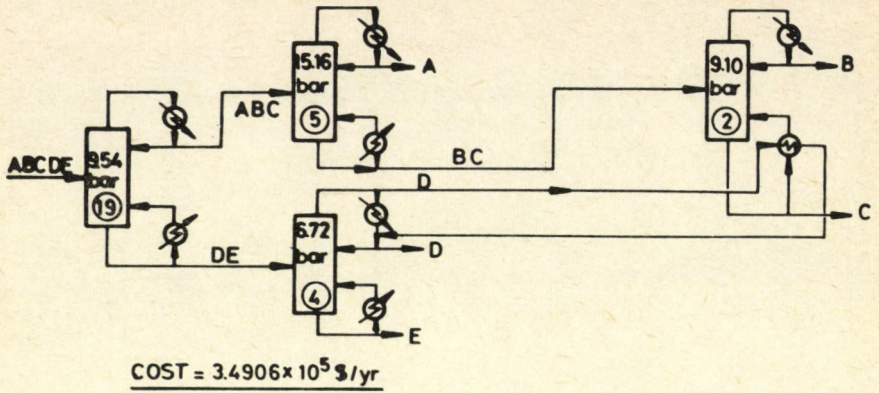 ABCDE
9.54
bar
19
ABC
DE
15.16
bar
5
A
BC
D
6.72
bar
4
D
E
9.10
bar
2
B
C
COST = 3.4906 × 10⁵ $/yr